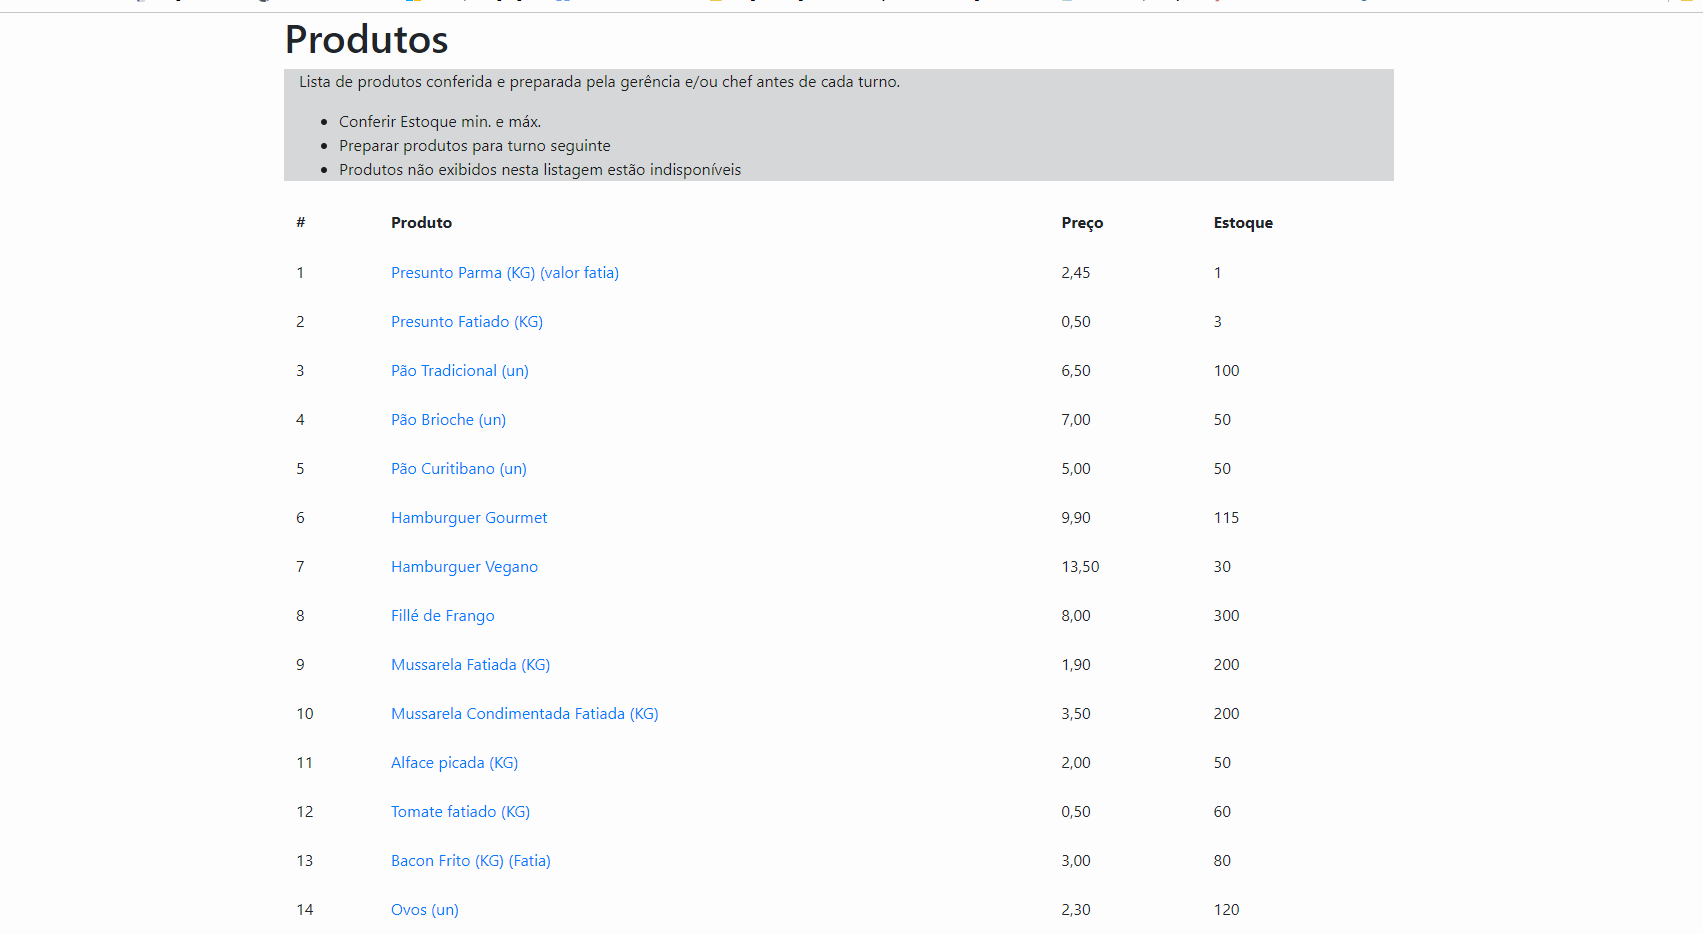 Produtos
Lista de produtos conferida e preparada pela gerência e/ou chef antes de cada turno.
Conferir Estoque min. e máx.
Preparar produtos para turno seguinte
Produtos não exibidos nesta listagem estão indisponíveis
# Produto Preço Estoque
1 Presunto Parma (KG) (valor fatia) 2,45 1
2 Presunto Fatiado (KG) 0,50 3
3 Pão Tradicional (un) 6,50 100
4 Pão Brioche (un) 7,00 50
5 Pão Curitibano (un) 5,00 50
6 Hamburguer Gourmet 9,90 115
7 Hamburguer Vegano 13,50 30
8 Fillé de Frango 8,00 300
9 Mussarela Fatiada (KG) 1,90 200
10 Mussarela Condimentada Fatiada (KG) 3,50 200
11 Alface picada (KG) 2,00 50
12 Tomate fatiado (KG) 0,50 60
13 Bacon Frito (KG) (Fatia) 3,00 80
14 Ovos (un) 2,30 120